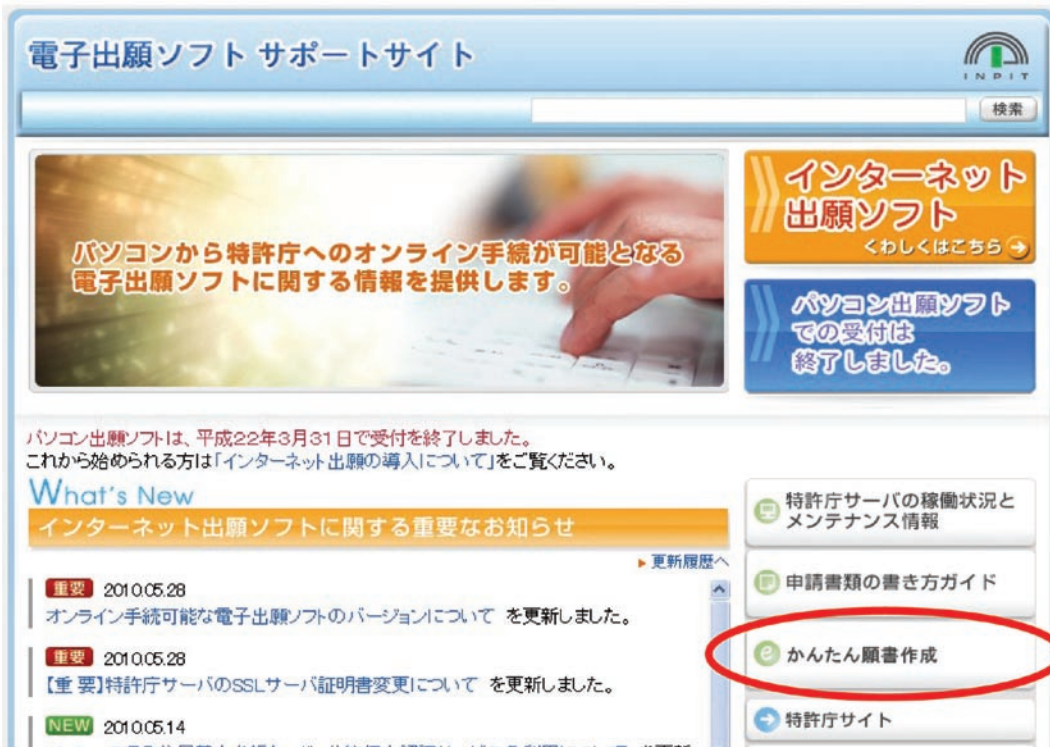 電子出願ソフト サポートサイト
INPIT
検索
パソコンから特許庁へのオンライン手続が可能となる
電子出願ソフトに関する情報を提供します。
インターネット
出願ソフト
くわしくはこちら
パソコン出願ソフト
での受付は
終了しました。
パソコン出願ソフトは、平成22年3月31日で受付を終了しました。
これから始められる方は「インターネット出願の導入について」をご覧ください。
What's New
インターネット出願ソフトに関する重要なお知らせ
更新履歴へ
重要 2010.05.28
オンライン手続可能な電子出願ソフトのバージョンについて を更新しました。
重要 2010.05.28
【重 要】特許庁サーバのSSLサーバ証明書変更について を更新しました。
NEW 2010.05.14
特許庁サーバの稼働状況と
メンテナンス情報
申請書類の書き方ガイド
かんたん願書作成
特許庁サイト